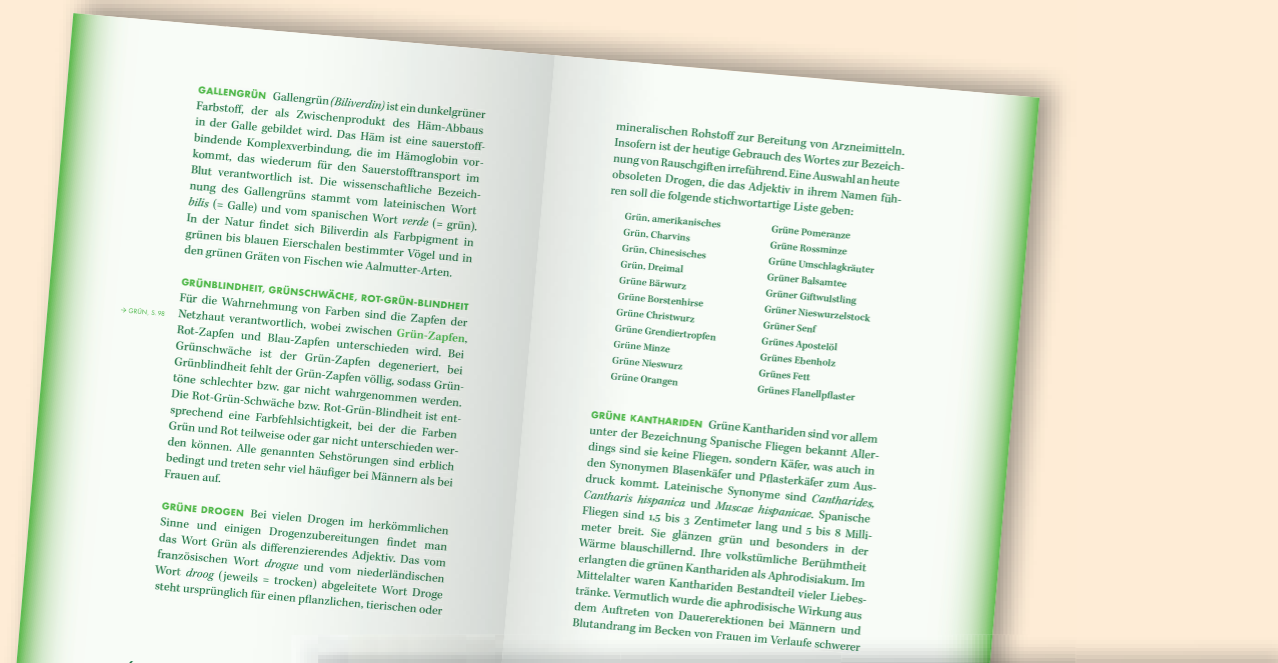 GALLENGRÜN Gallengrün (Biliverdin) ist ein dunkelgrüner
Farbstoff, der als Zwischenprodukt des Häm-Abbaus
in der Galle gebildet wird. Das Häm ist eine sauerstoff-
bindende Komplexverbindung, die im Hämoglobin vor-
kommt, das wiederum für den Sauerstofftransport im
Blut verantwortlich ist. Die wissenschaftliche Bezeich-
nung des Gallengrüns stammt vom lateinischen Wort
bilis (= Galle) und vom spanischen Wort verde (= grün).
In der Natur findet sich Biliverdin als Farbpigment in
grünen bis blauen Eierschalen bestimmter Vögel und in
den grünen Gräten von Fischen wie Aalmutter-Arten.
GRÜNBLINDHEIT, GRÜNSCHWÄCHE, ROT-GRÜN-BLINDHEIT
Für die Wahrnehmung von Farben sind die Zapfen der
→ GRÜN, S. 98
Netzhaut verantwortlich, wobei zwischen Grün-Zapfen,
Rot-Zapfen und Blau-Zapfen unterschieden wird. Bei
Grünschwäche ist der Grün-Zapfen degeneriert, bei
Grünblindheit fehlt der Grün-Zapfen völlig, sodass Grün-
töne schlechter bzw. gar nicht wahrgenommen werden.
Die Rot-Grün-Schwäche bzw. Rot-Grün-Blindheit ist ent-
sprechend eine Farbfehlsichtigkeit, bei der die Farben
Grün und Rot teilweise oder gar nicht unterschieden wer-
den können. Alle genannten Sehstörungen sind erblich
bedingt und treten sehr viel häufiger bei Männern als bei
Frauen auf.
GRÜNE DROGEN Bei vielen Drogen im herkömmlichen
Sinne und einigen Drogenzubereitungen findet man
das Wort Grün als differenzierendes Adjektiv. Das vom
französischen Wort drogue und vom niederländischen
Wort droog (jeweils = trocken) abgeleitete Wort Droge
steht ursprünglich für einen pflanzlichen, tierischen oder
mineralischen Rohstoff zur Bereitung von Arzneimitteln.
Insofern ist der heutige Gebrauch des Wortes zur Bezeich-
nung von Rauschgiften irreführend. Eine Auswahl an heute
obsoleten Drogen, die das Adjektiv in ihrem Namen füh-
ren soll die folgende stichwortartige Liste geben:
Grün, amerikanisches
Grün, Charvins
Grün, Chinesisches
Grün, Dreimal
Grüne Bärwurz
Grüne Borstenhirse
Grüne Christwurz
Grüne Grendiertropfen
Grüne Minze
Grüne Nieswurz
Grüne Orangen
Grüne Pomeranze
Grüne Rossminze
Grüne Umschlagkräuter
Grüner Balsamtee
Grüner Giftwulstling
Grüner Nieswurzelstock
Grüner Senf
Grünes Apostelöl
Grünes Ebenholz
Grünes Fett
Grünes Flanellpflaster
GRÜNE KANTHARIDEN Grüne Kanthariden sind vor allem
unter der Bezeichnung Spanische Fliegen bekannt Aller-
dings sind sie keine Fliegen, sondern Käfer, was auch in
den Synonymen Blasenkäfer und Pflasterkäfer zum Aus-
druck kommt. Lateinische Synonyme sind Cantharides,
Cantharis hispanica und Muscae hispanicae. Spanische
Fliegen sind 1,5 bis 3 Zentimeter lang und 5 bis 8 Milli-
meter breit. Sie glänzen grün und besonders in der
Wärme blauschillernd. Ihre volkstümliche Berühmtheit
erlangten die grünen Kanthariden als Aphrodisiakum. Im
Mittelalter waren Kanthariden Bestandteil vieler Liebes-
tränke. Vermutlich wurde die aphrodisische Wirkung aus
dem Auftreten von Dauererektionen bei Männern und
Blutandrang im Becken von Frauen im Verlaufe schwerer